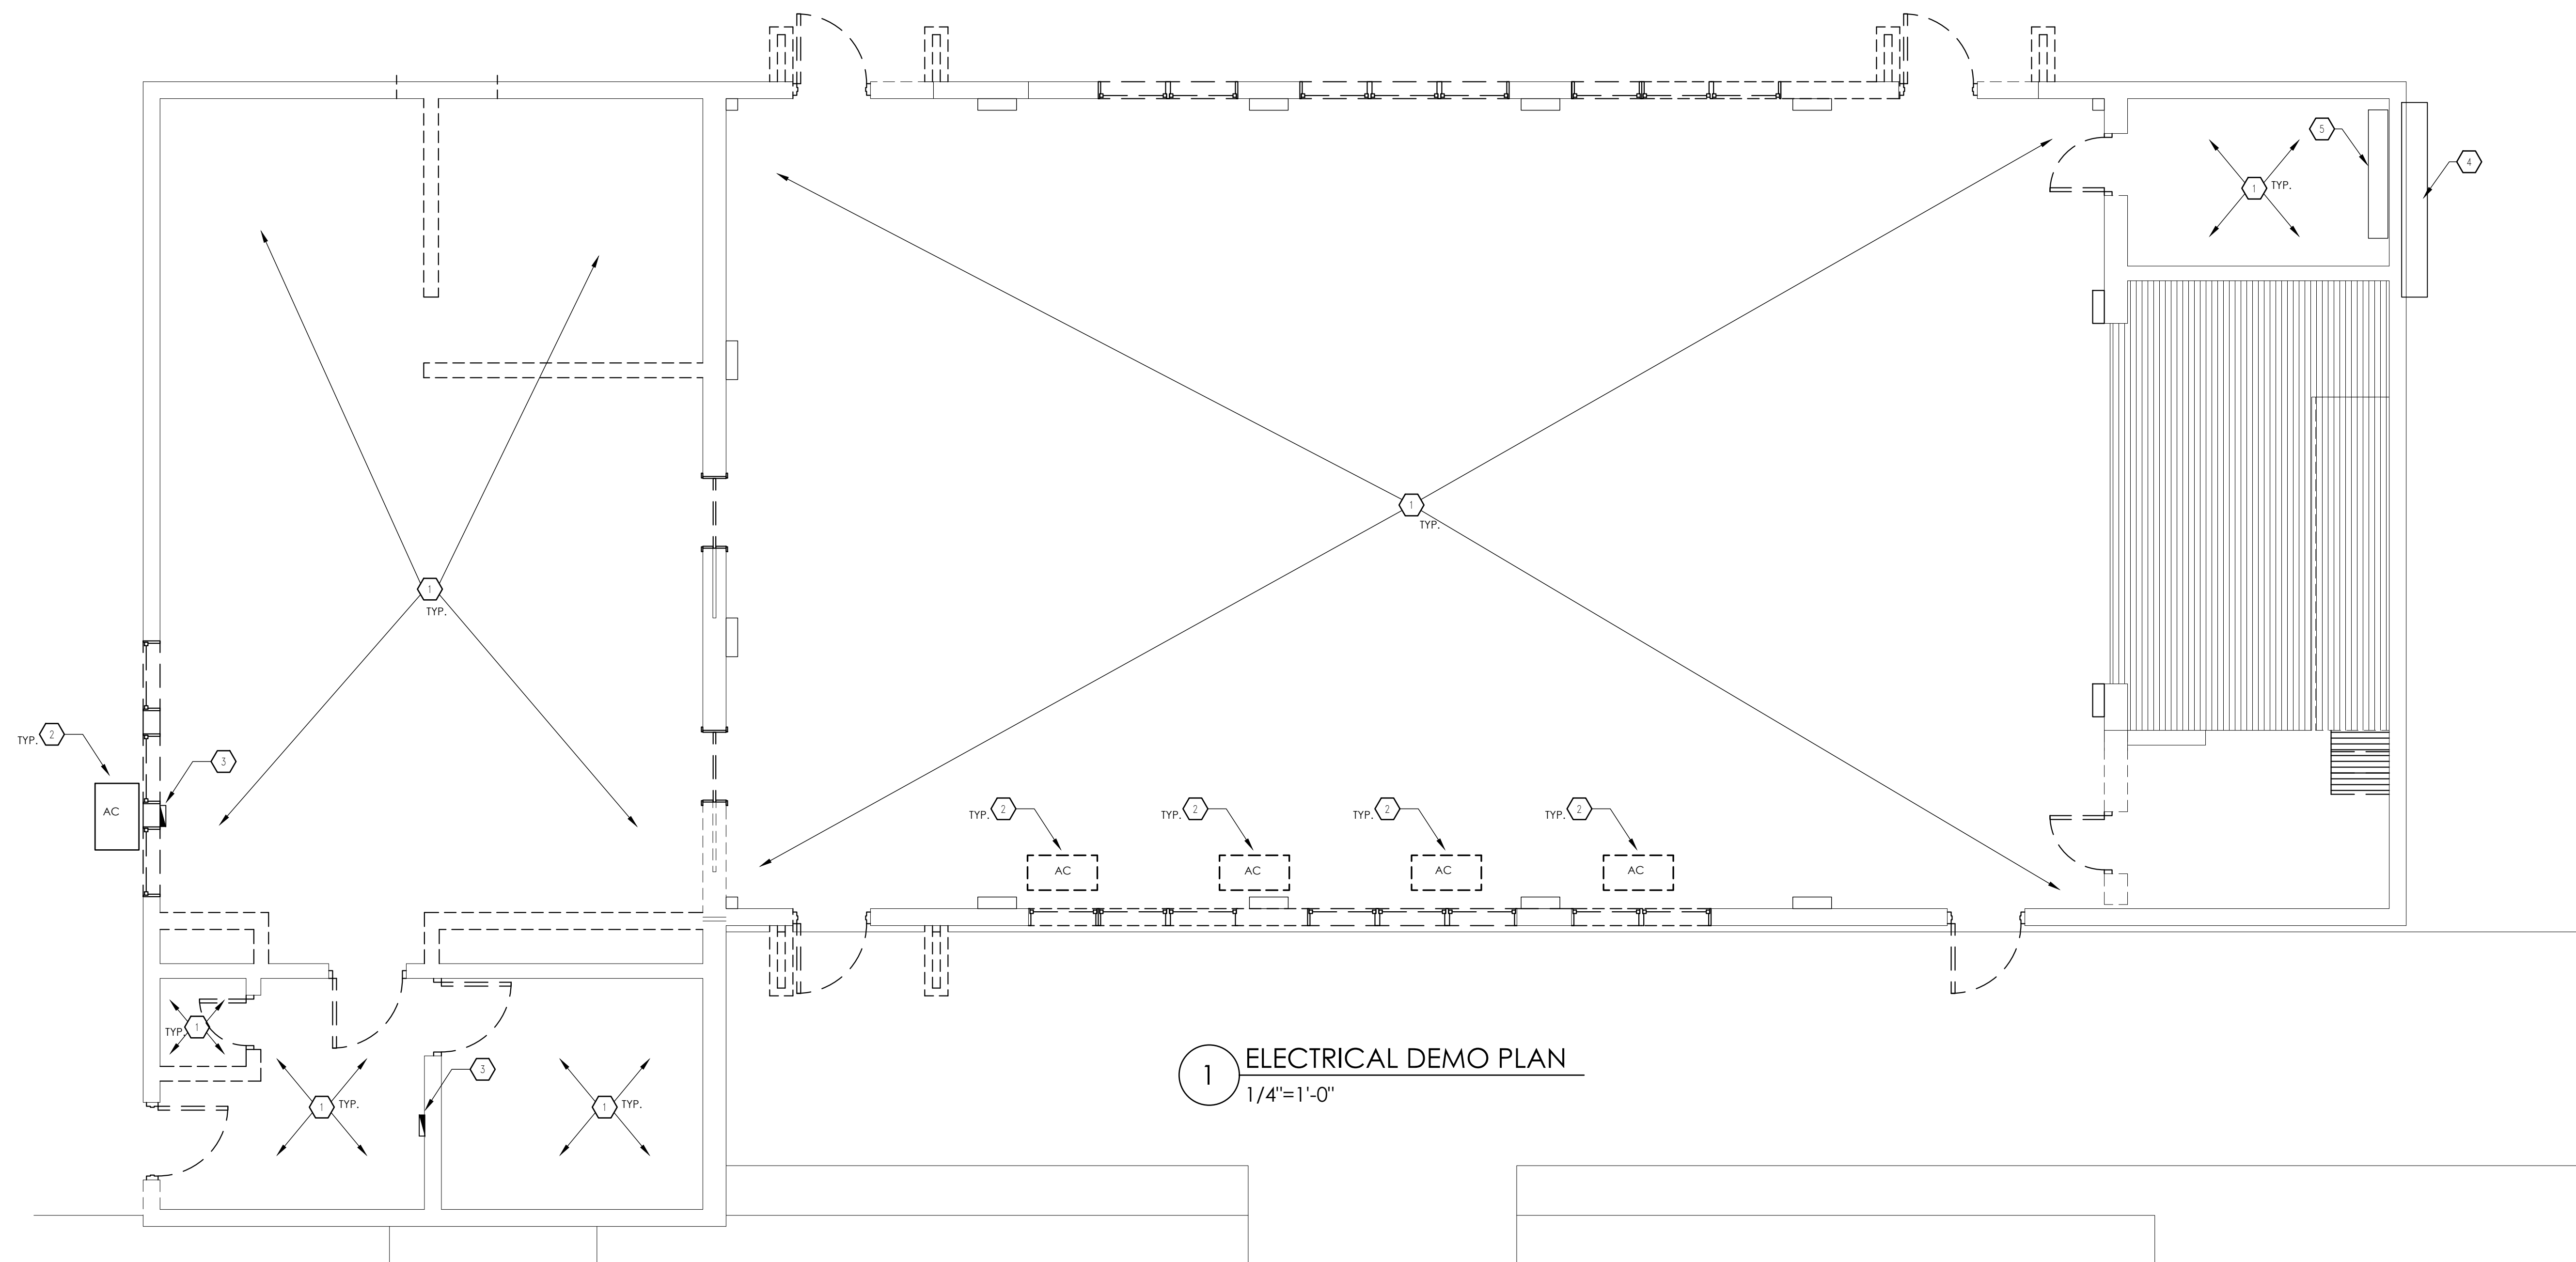 5
4
1 TYP.
1
TYP.
1
TYP.
TYP. 2
3
AC
TYP. 2
TYP. 2
TYP. 2
TYP. 2
AC
AC
AC
AC
TYP. 1
3
1 TYP.
1 TYP.
1 ELECTRICAL DEMO PLAN
1/4"=1'-0"